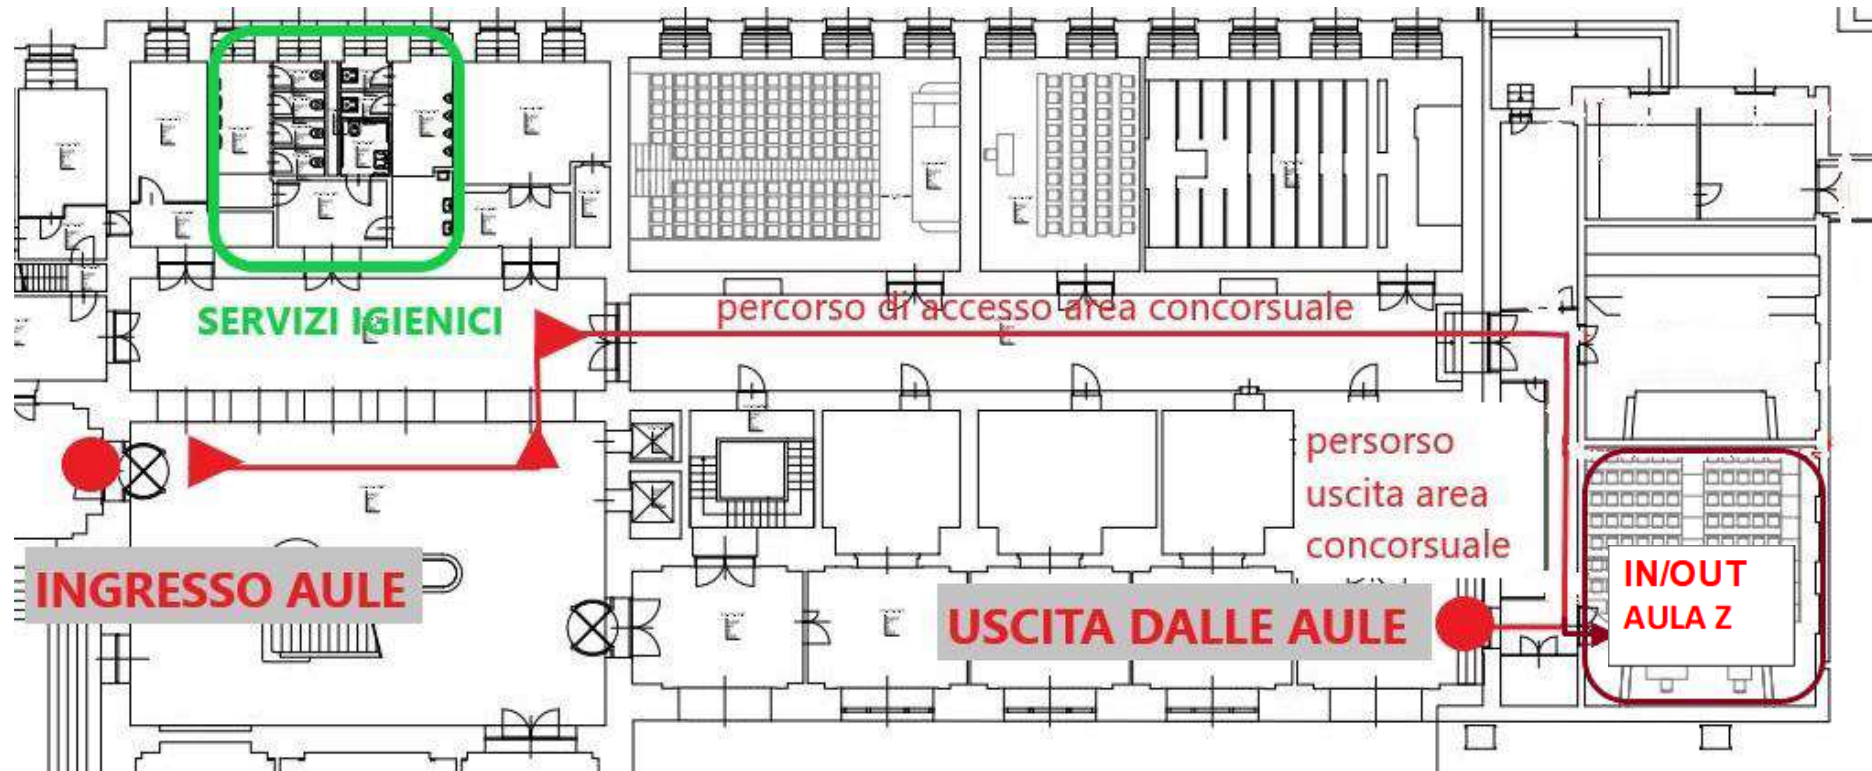 SERVIZI IGIENICI
percorso di accesso area concorsuale
persorso
uscita area
concorsuale
INGRESSO AULE
USCITA DALLE AULE
IN/OUT
AULA Z